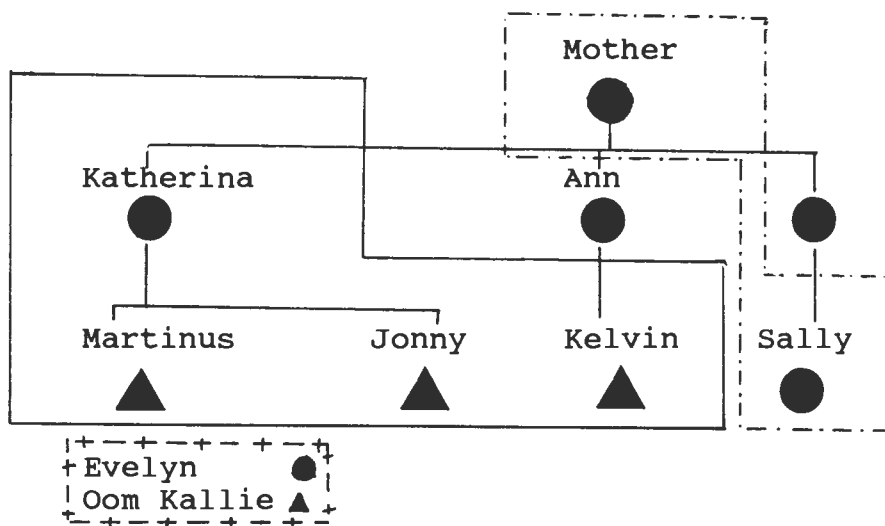 Mother
Katherina Ann
Martinus Jonny Kelvin Sally
Evelyn
Oom Kallie